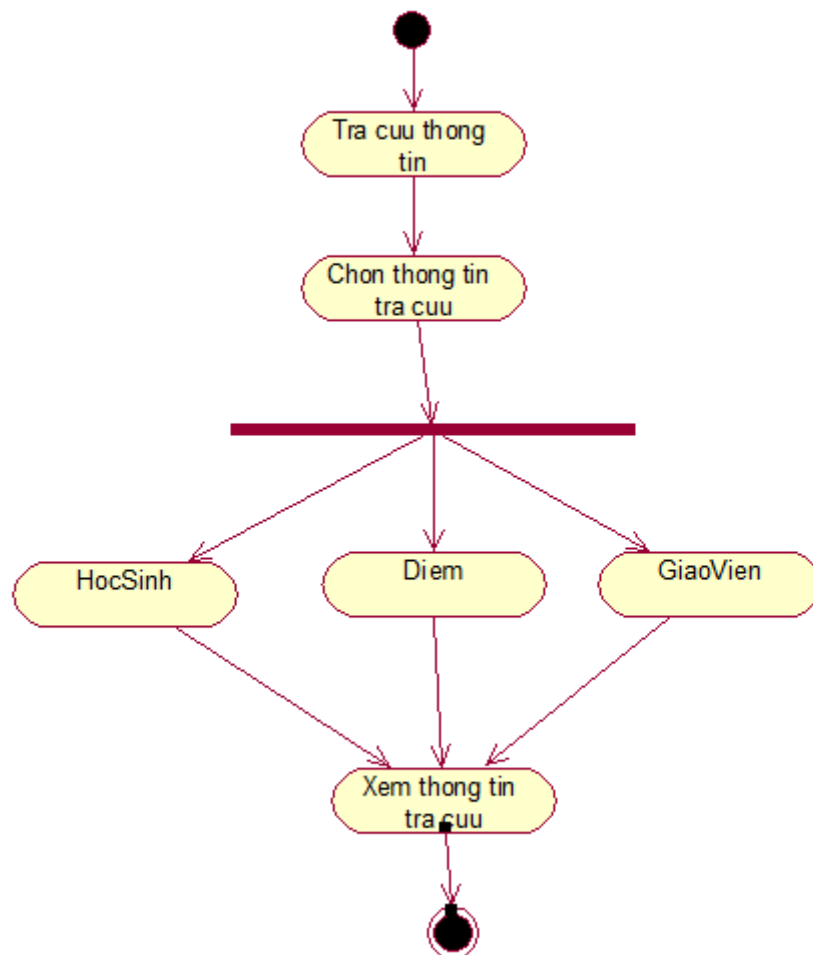 Tra cuu thong
tin
Chon thong tin
tra cuu
HocSinh
Diem
GiaoVien
Xem thong tin
tra cuu